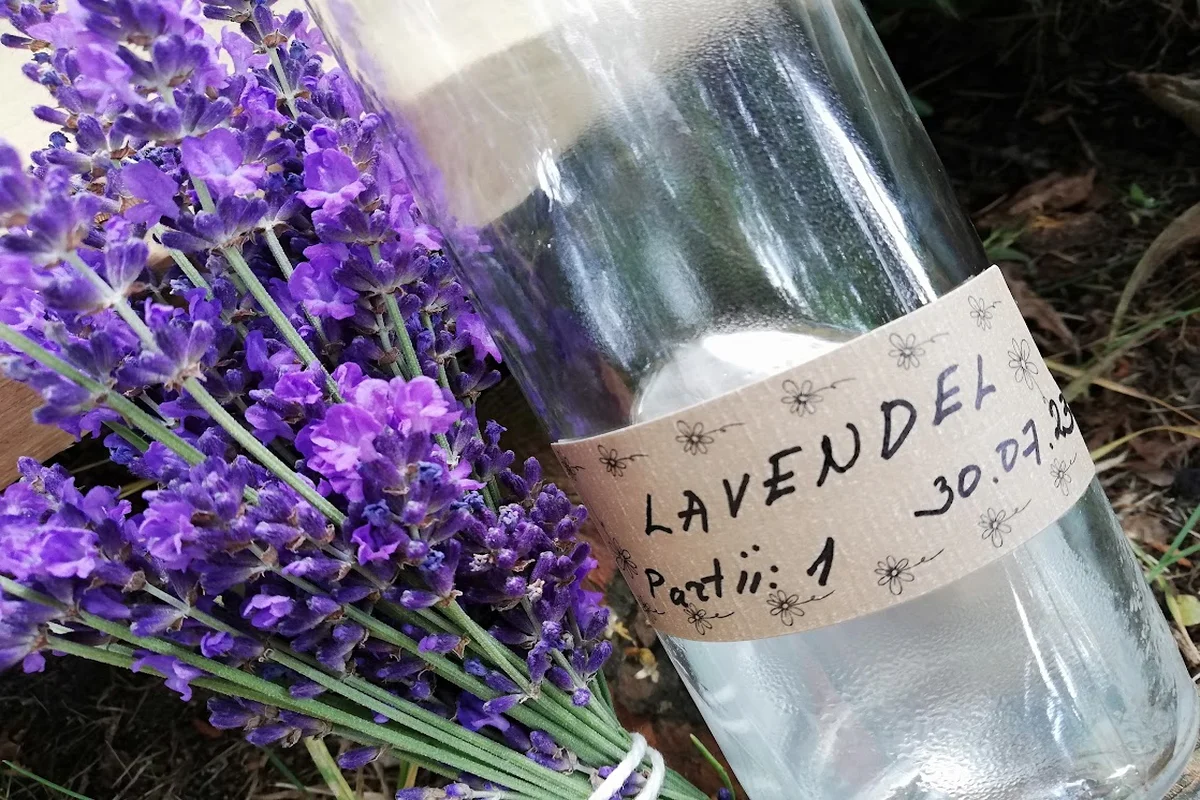 LAVENDEL
30.07.23
Partii: 1